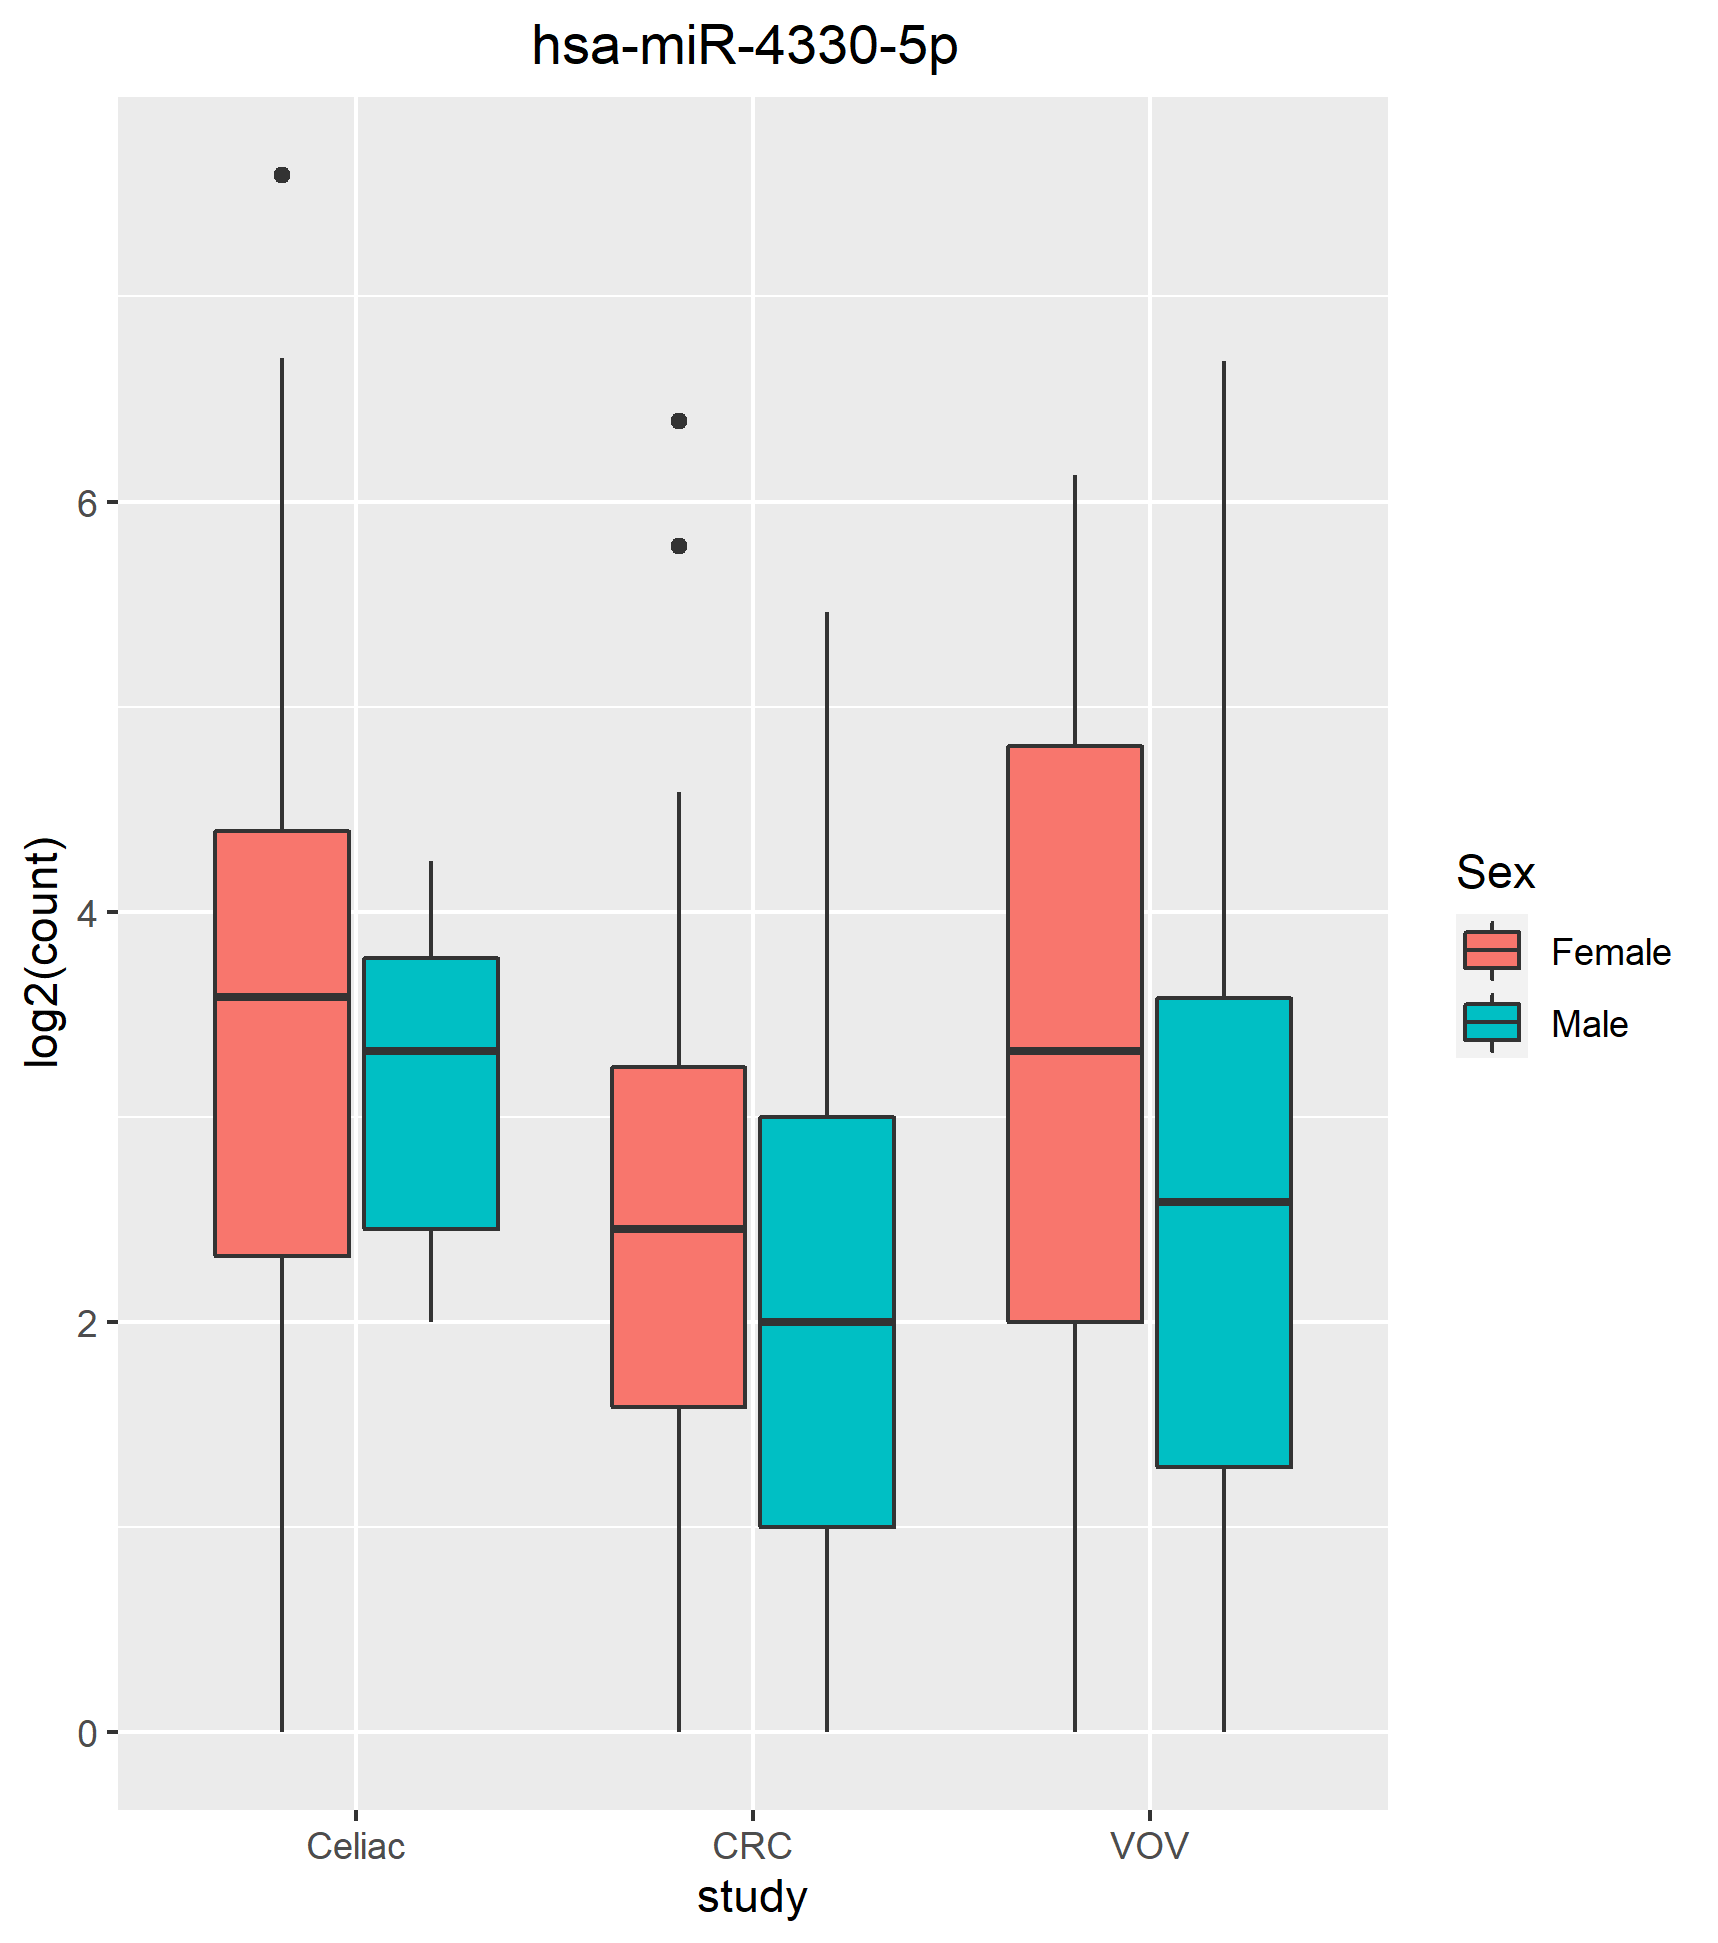 hsa-miR-4330-5p
log2(count)
6
4
2
0
Celiac
CRC
VOV
study
Sex
Female
Male